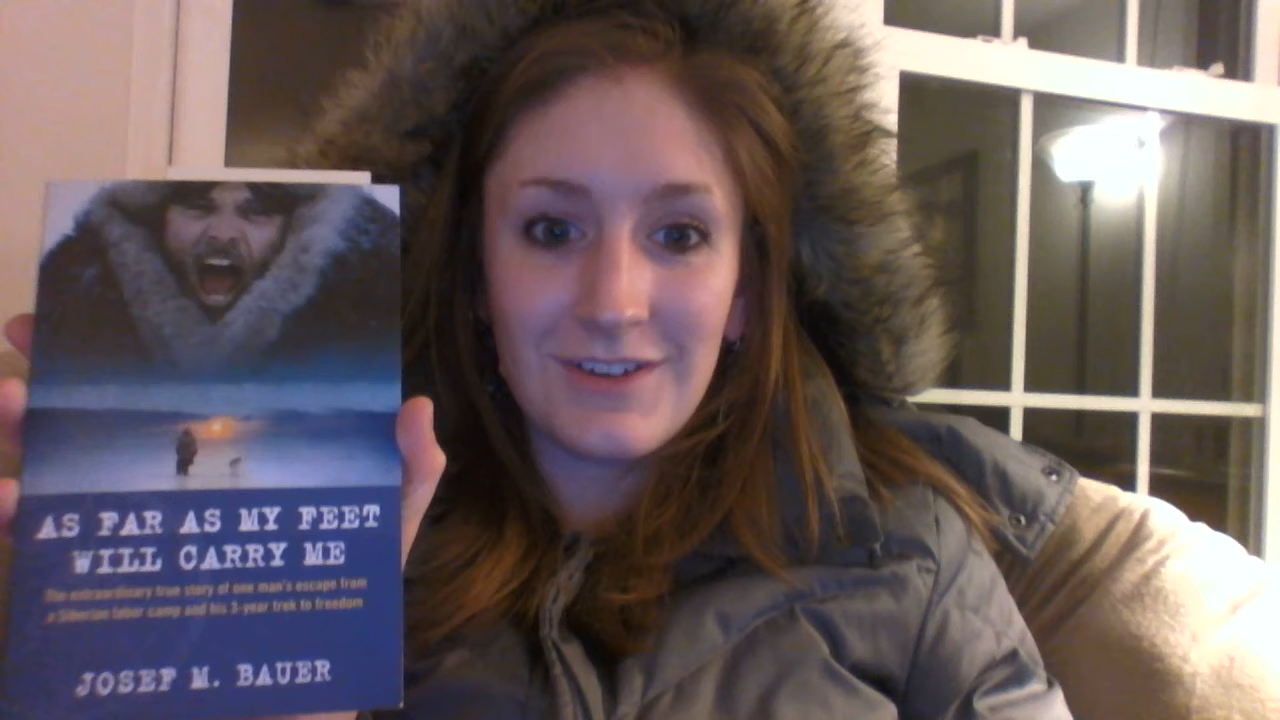 AS FAR AS MY FEET
WILL CARRY ME
The extraordinary true story of one man's escape from
a Siberian labor camp and his 3-year trek to freedom
JOSEF M. BAUER